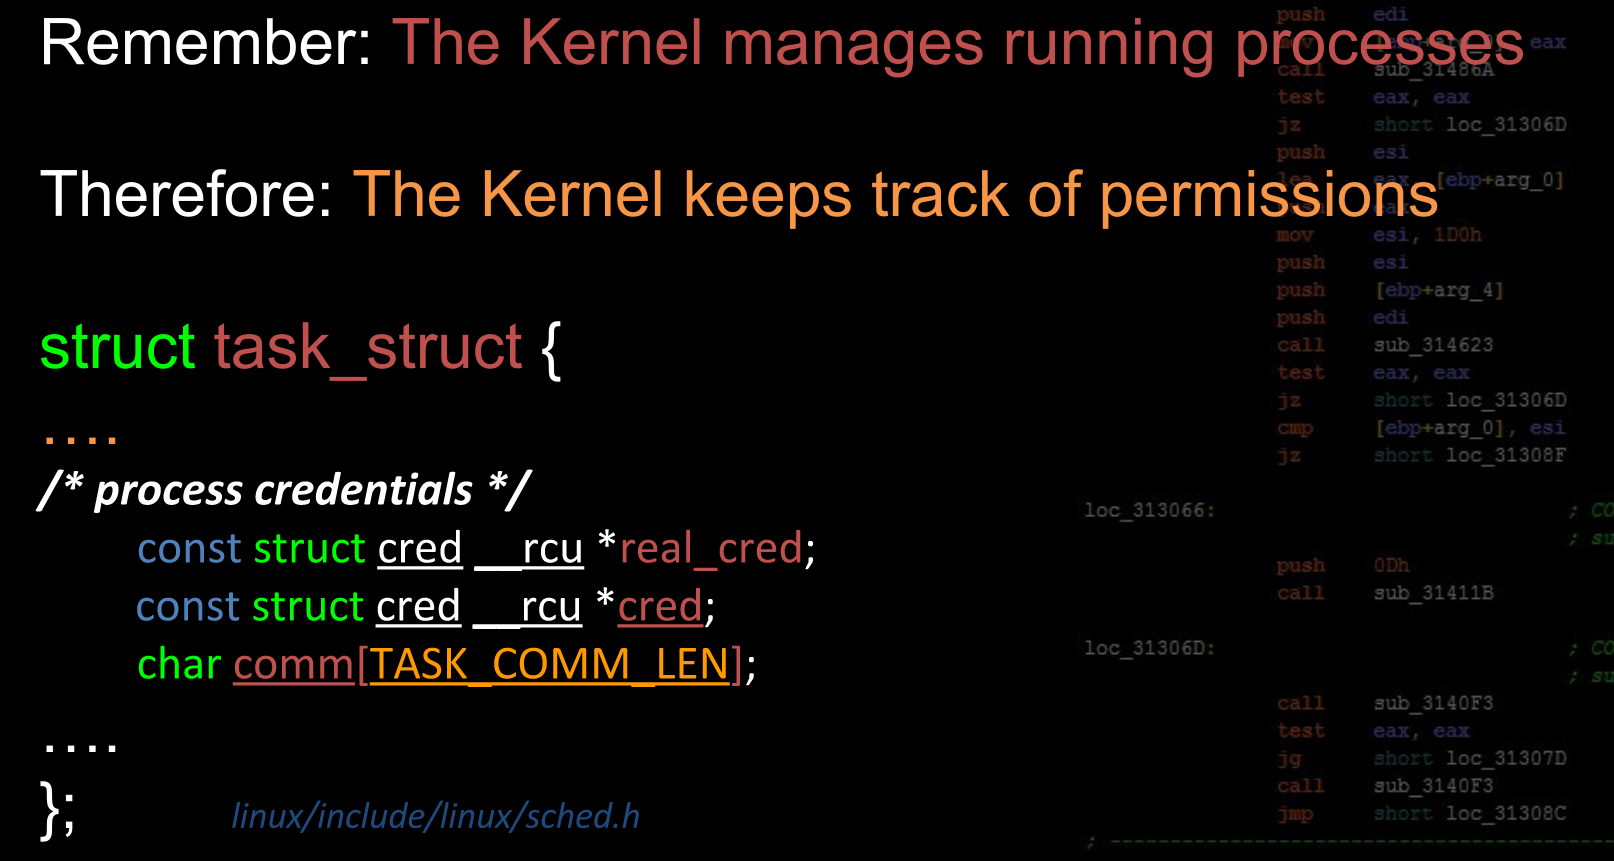 Remember: The Kernel manages running processes
Therefore: The Kernel keeps track of permissions
struct task_struct {
....
/* process credentials */
const struct cred __rcu *real_cred;
const struct cred __rcu *cred;
char comm[TASK_COMM_LEN];
....
};
linux/include/linux/sched.h
push edi
call sub_31486A
test eax, eax
jz short loc_31306D
push esi
lea eax, [ebp+arg_0]
mov esi, 1D0h
push esi
push [ebp+arg_4]
push edi
call sub_314623
test eax, eax
jz short loc_31306D
cmp [ebp+arg_0], esi
jz short loc_31308F
loc_313066:
push 0Dh
call sub_31411B
loc_31306D:
call sub_3140F3
test eax, eax
jg short loc_31307D
call sub_3140F3
jmp short loc_31308C